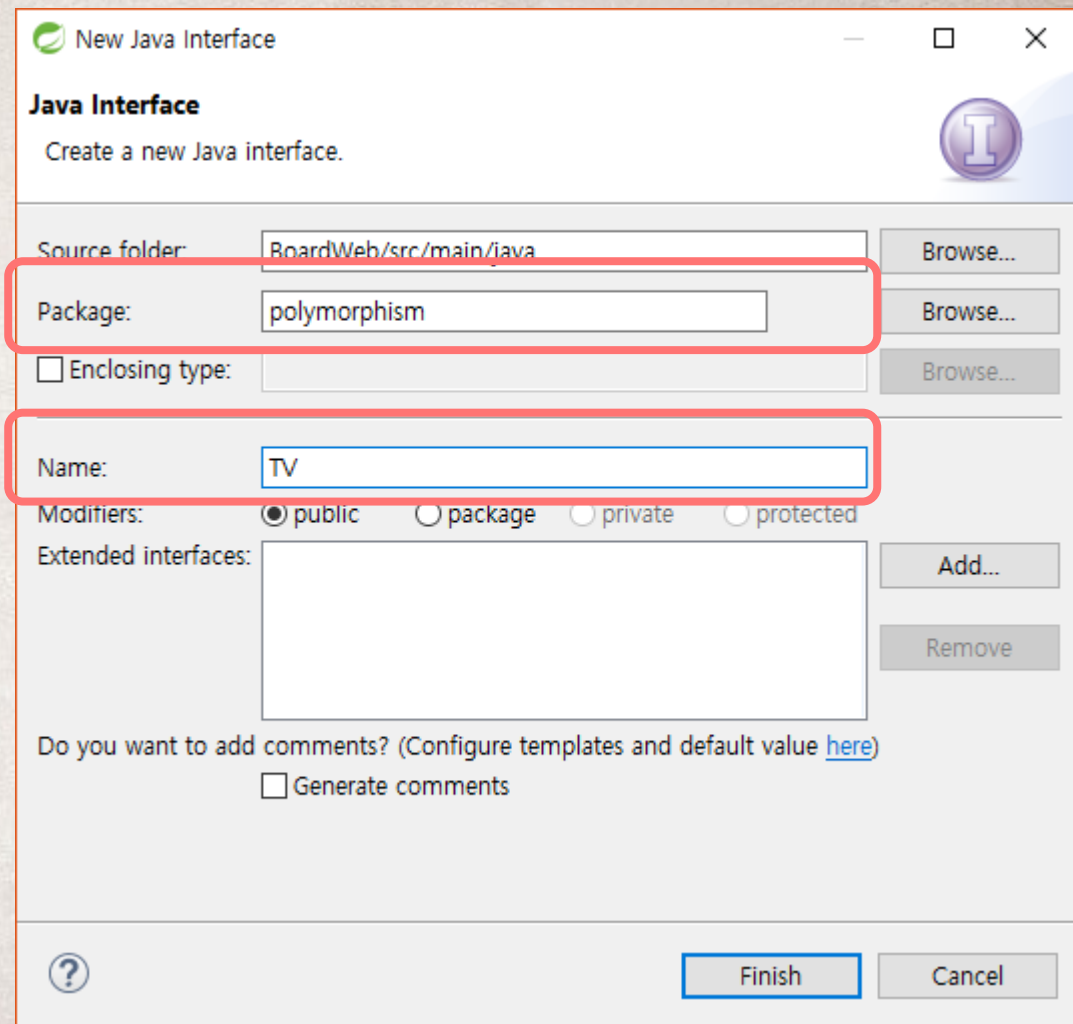 New Java Interface
Java Interface
Create a new Java interface.
Source folder: BoardWeb/src/main/java Browse...
Package: polymorphism Browse...
Enclosing type: Browse...
Name: TV
Modifiers: public package private protected
Extended interfaces: Add...
Remove
Do you want to add comments? (Configure templates and default value here)
Generate comments
Finish Cancel